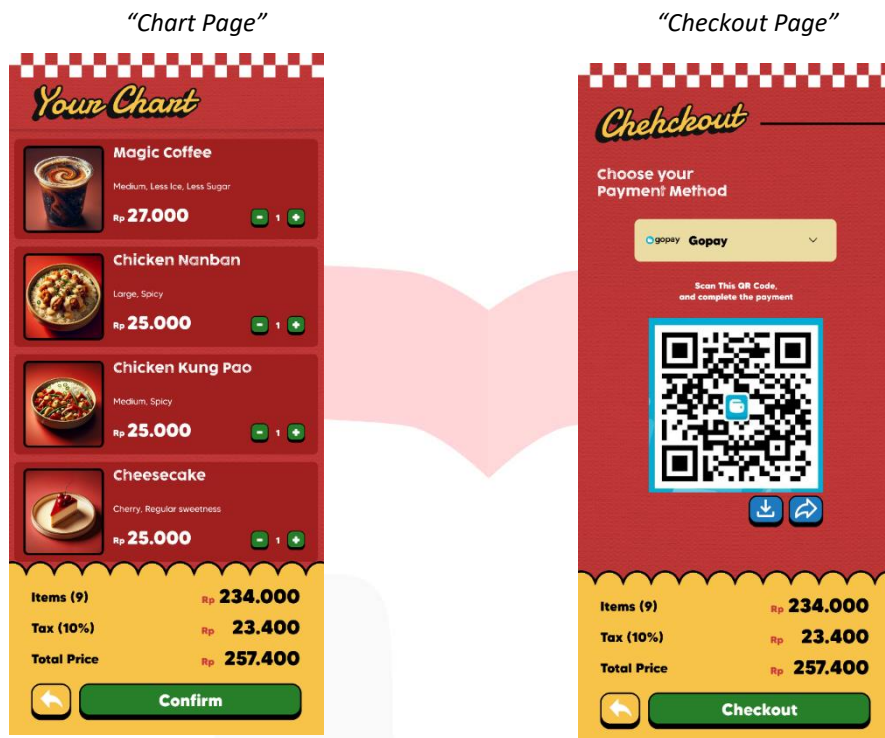 “Chart Page”
Your Chart
Magic Coffee
Medium, Less Ice, Less Sugar
Rp 27.000
- 1 +
Chicken Nanban
Large, Spicy
Rp 25.000
- 1 +
Chicken Kung Pao
Medium, Spicy
Rp 25.000
- 1 +
Cheesecake
Cherry, Regular sweetness
Rp 25.000
- 1 +
Items (9) Rp 234.000
Tax (10%) Rp 23.400
Total Price Rp 257.400
Confirm
“Checkout Page”
Chehckout
Choose your
Payment Method
gopay Gopay
Scan This QR Code,
and complete the payment
Items (9) Rp 234.000
Tax (10%) Rp 23.400
Total Price Rp 257.400
Checkout